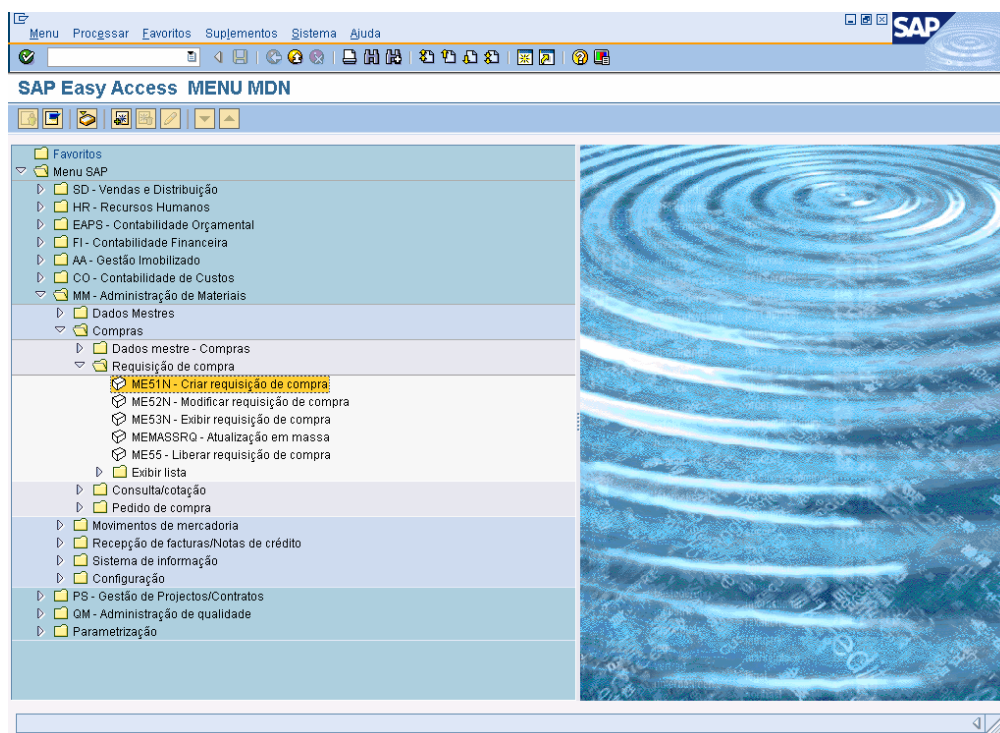 Menu Processar Favoritos Suplementos Sistema Ajuda
SAP
SAP Easy Access MENU MDN
Favoritos
Menu SAP
SD - Vendas e Distribuição
HR - Recursos Humanos
EAPS - Contabilidade Orçamental
FI - Contabilidade Financeira
AA - Gestão Imobilizado
CO - Contabilidade de Custos
MM - Administração de Materiais
Dados Mestres
Compras
Dados mestre - Compras
Requisição de compra
ME51N - Criar requisição de compra
ME52N - Modificar requisição de compra
ME53N - Exibir requisição de compra
MEMASSRQ - Atualização em massa
ME55 - Liberar requisição de compra
Exibir lista
Consulta/cotação
Pedido de compra
Movimentos de mercadoria
Recepção de facturas/Notas de crédito
Sistema de informação
Configuração
PS - Gestão de Projectos/Contratos
QM - Administração de qualidade
Parametrização